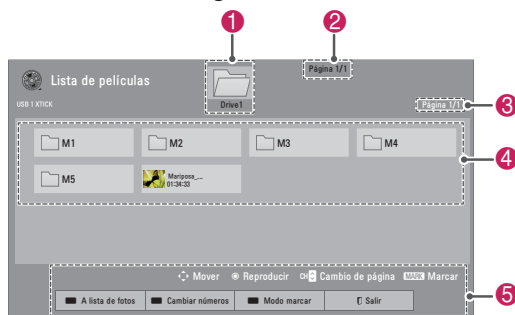 1
2
Página 1/1
Lista de películas
USB 1 XTICK
Drive1
Página 1/1
3
M1
M2
M3
M4
4
M5
Mariposa_...
01:34:33
Mover
Reproducir
CH
Cambio de página
MARK
Marcar
A lista de fotos
Cambiar números
Modo marcar
Salir
5